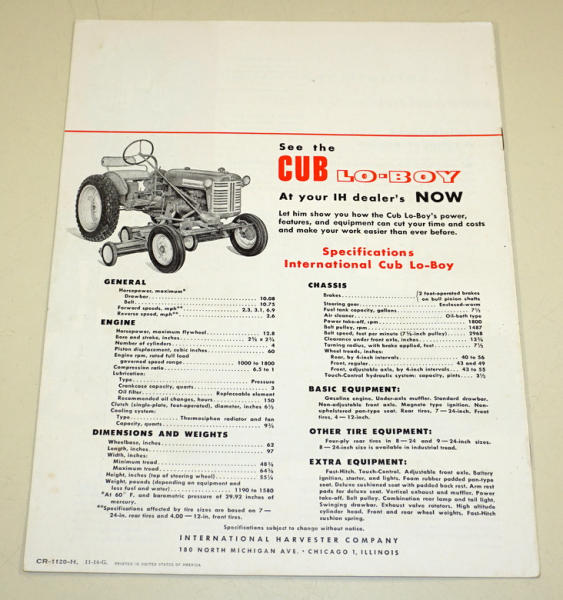 See the
CUB LO-BOY
At your IH dealer's NOW
Let him show you how the Cub Lo-Boy's power,
features, and equipment can cut your time and costs
and make your work easier than ever before.
Specifications
International Cub Lo-Boy
GENERAL
Horsepower, maximum*
Drawbar 10.08
Belt 10.75
Forward speeds, mph** 2.3, 3.1, 6.9
Reverse speed, mph** 2.6
ENGINE
Horsepower, maximum flywheel 12.8
Bore and stroke, inches 2⅝ x 2¾
Number of cylinders 4
Piston displacement, cubic inches 60
Engine rpm, rated full load
governed speed range 1000 to 1800
Compression ratio 6.5 to 1
Lubrication:
Type Pressure
Crankcase capacity, quarts 3
Oil filter Replaceable element
Recommended oil changes, hours 150
Clutch (single-plate, foot-operated), diameter, inches 6½
Cooling system:
Type Thermosiphon radiator and fan
Capacity, quarts 9¾
DIMENSIONS AND WEIGHTS
Wheelbase, inches 62
Length, inches 97
Width, inches:
Minimum tread 48⅜
Maximum tread 64⅜
Height, inches (top of steering wheel) 55¼
Weight, pounds (depending on equipment and
less fuel and water) 1190 to 1580
*At 60° F. and barometric pressure of 29.92 inches of
mercury.
**Specifications affected by tire sizes are based on 7—
24-in. rear tires and 4.00—12-in. front tires.
CHASSIS
Brakes {2 foot-operated brakes
on bull pinion shafts
Steering gear Enclosed-worm
Fuel tank capacity, gallons 7½
Air cleaner Oil-bath type
Power take-off, rpm 1800
Belt pulley, rpm 1487
Belt speed, feet per minute (7⅝-inch pulley) 2968
Clearance under front axle, inches 13¾
Turning radius, with brake applied, feet 7½
Wheel treads, inches:
Rear, by 4-inch intervals 40 to 56
Front, regular 43 and 49
Front, adjustable axle, by 4-inch intervals 43 to 55
Touch-Control hydraulic system: capacity, pints 3½
BASIC EQUIPMENT:
Gasoline engine. Under-axle muffler. Standard drawbar.
Non-adjustable front axle. Magneto type ignition. Non-
upholstered pan-type seat. Rear tires, 7—24-inch. Front
tires, 4—12-inch.
OTHER TIRE EQUIPMENT:
Four-ply rear tires in 8—24 and 9—24-inch sizes.
8—24-inch size is available in industrial tread.
EXTRA EQUIPMENT:
Fast-Hitch. Touch-Control. Adjustable front axle. Battery
ignition, starter, and lights. Foam rubber padded pan-type
seat. Deluxe cushioned seat with padded back rest. Arm rest
pads for deluxe seat. Vertical exhaust and muffler. Power
take-off. Belt pulley. Combination rear lamp and tail light.
Swinging drawbar. Exhaust valve rotators. High altitude
cylinder head. Front and rear wheel weights. Fast-Hitch
cushion spring.
Specifications subject to change without notice.
INTERNATIONAL HARVESTER COMPANY
180 NORTH MICHIGAN AVE. • CHICAGO 1, ILLINOIS
CR-1120-H. 11-16-G. PRINTED IN UNITED STATES OF AMERICA